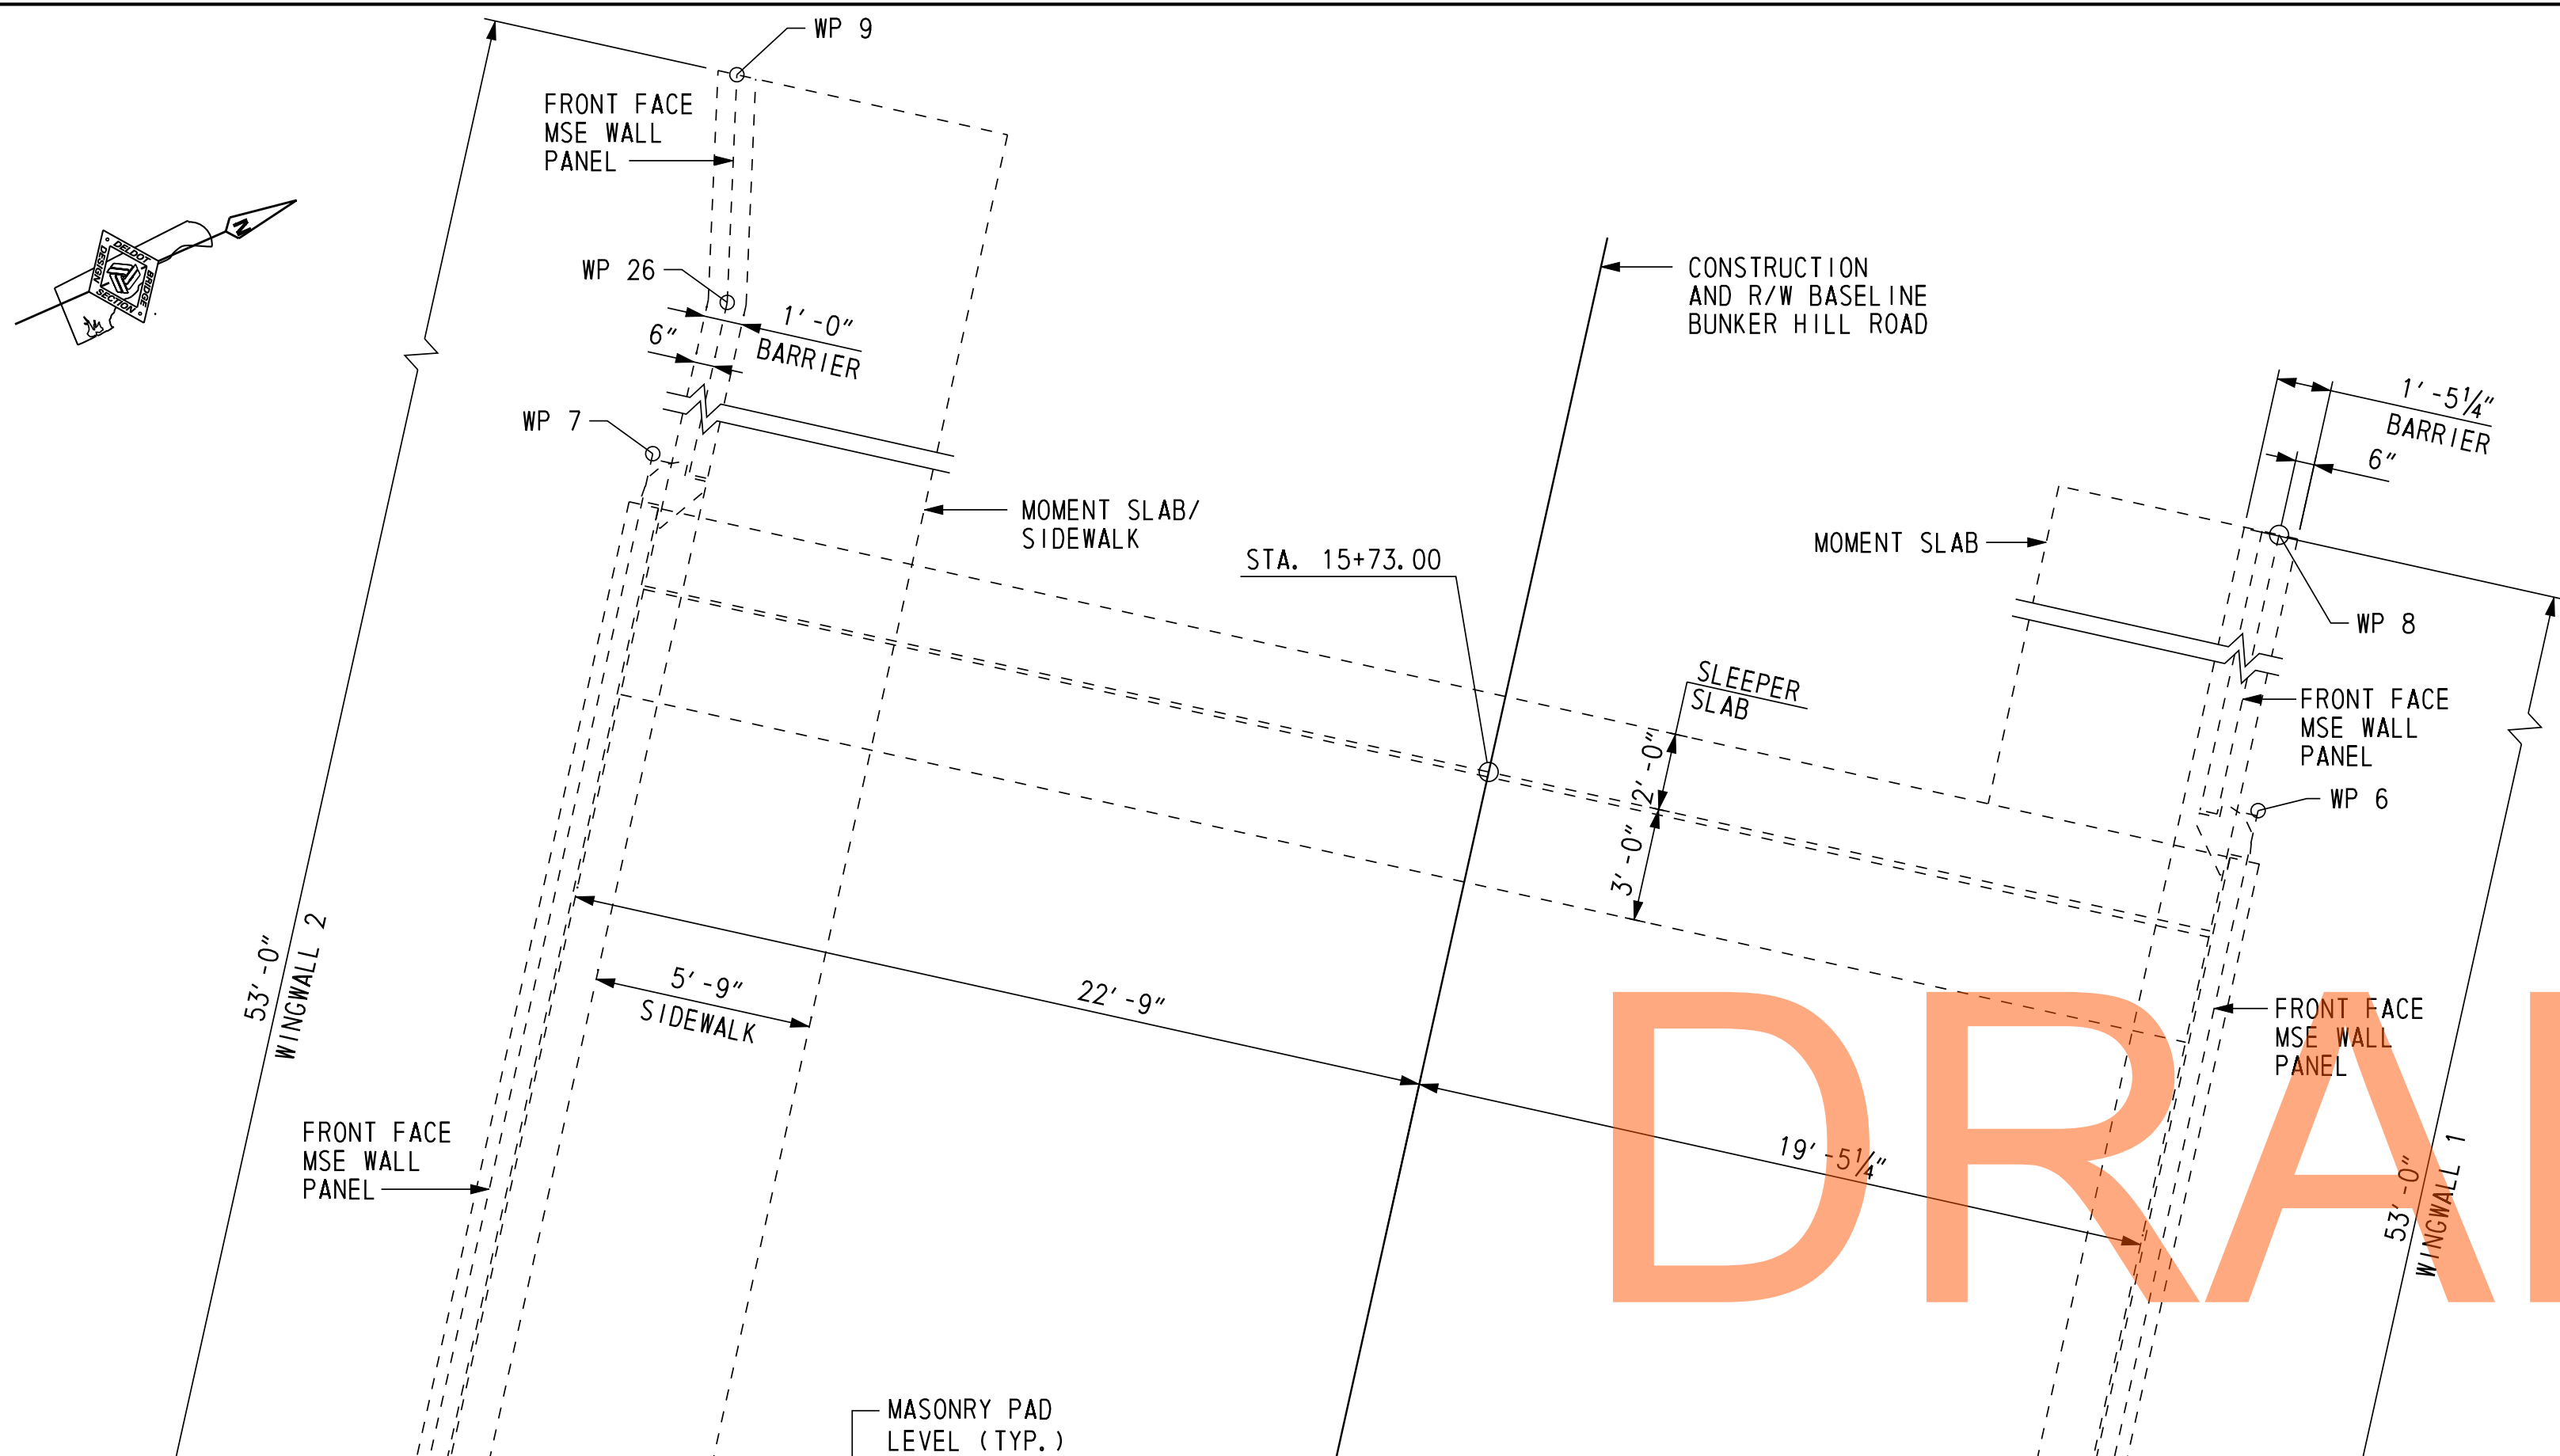 WP 9
FRONT FACE
MSE WALL
PANEL
N
DELDOT
BRIDGE
DESIGN
SECTION
WP 26
1'-0"
BARRIER
6"
WP 7
CONSTRUCTION
AND R/W BASELINE
BUNKER HILL ROAD
1'-5¼"
BARRIER
6"
MOMENT SLAB/
SIDEWALK
STA. 15+73.00
MOMENT SLAB
WP 8
SLEEPER
SLAB
2'-0"
3'-0"
FRONT FACE
MSE WALL
PANEL
WP 6
53'-0"
WINGWALL 2
5'-9"
SIDEWALK
22'-9"
FRONT FACE
MSE WALL
PANEL
19'-5¼"
53'-0"
WINGWALL 1
FRONT FACE
MSE WALL
PANEL
MASONRY PAD
LEVEL (TYP.)
DRA